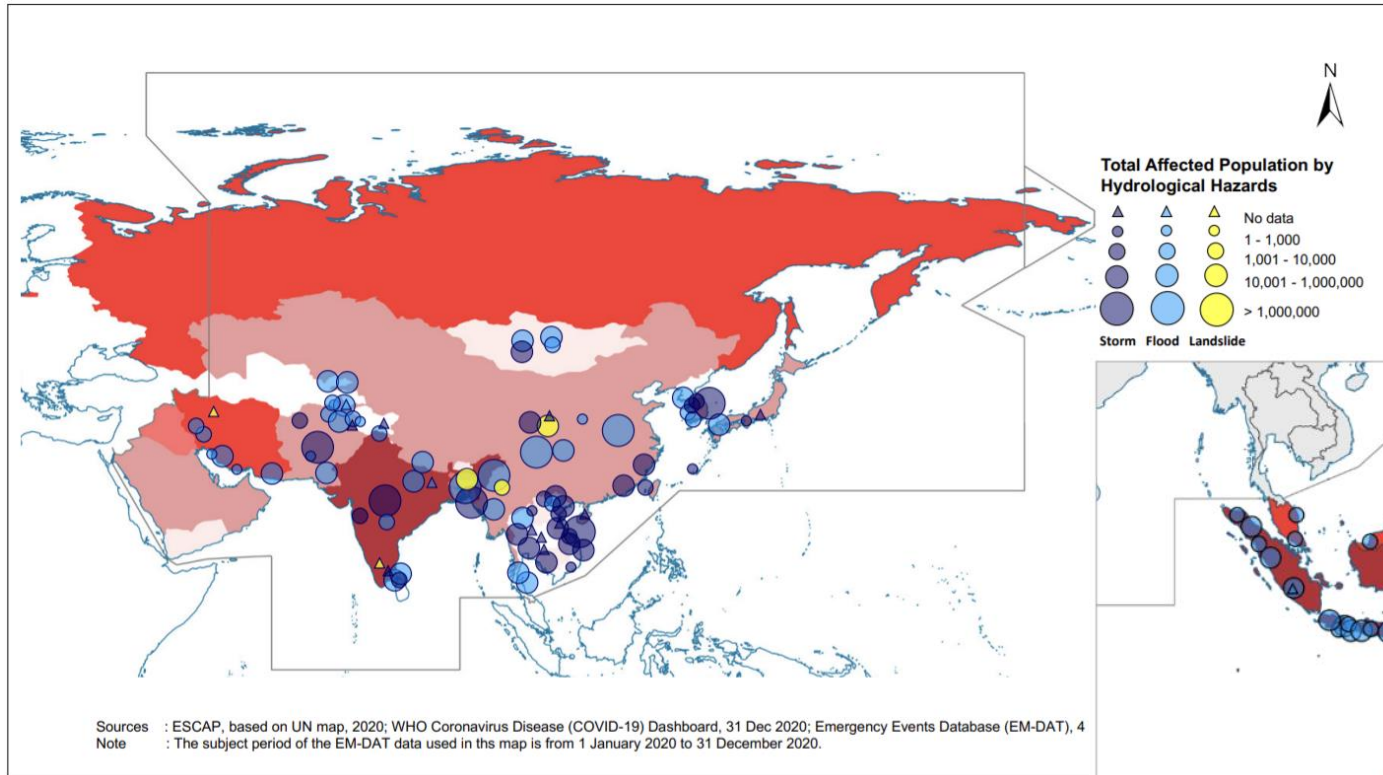 N
Total Affected Population by
Hydrological Hazards
No data
1 - 1,000
1,001 - 10,000
10,001 - 1,000,000
> 1,000,000
Storm Flood Landslide
Sources : ESCAP, based on UN map, 2020; WHO Coronavirus Disease (COVID-19) Dashboard, 31 Dec 2020; Emergency Events Database (EM-DAT), 4
Note : The subject period of the EM-DAT data used in ths map is from 1 January 2020 to 31 December 2020.